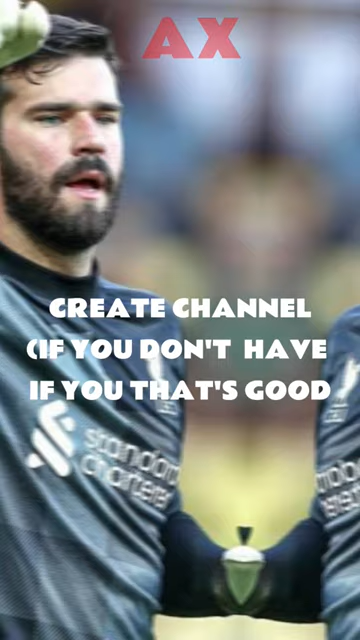 AX
CREATE CHANNEL
(IF YOU DON'T HAVE
IF YOU THAT'S GOOD
standard
chartered